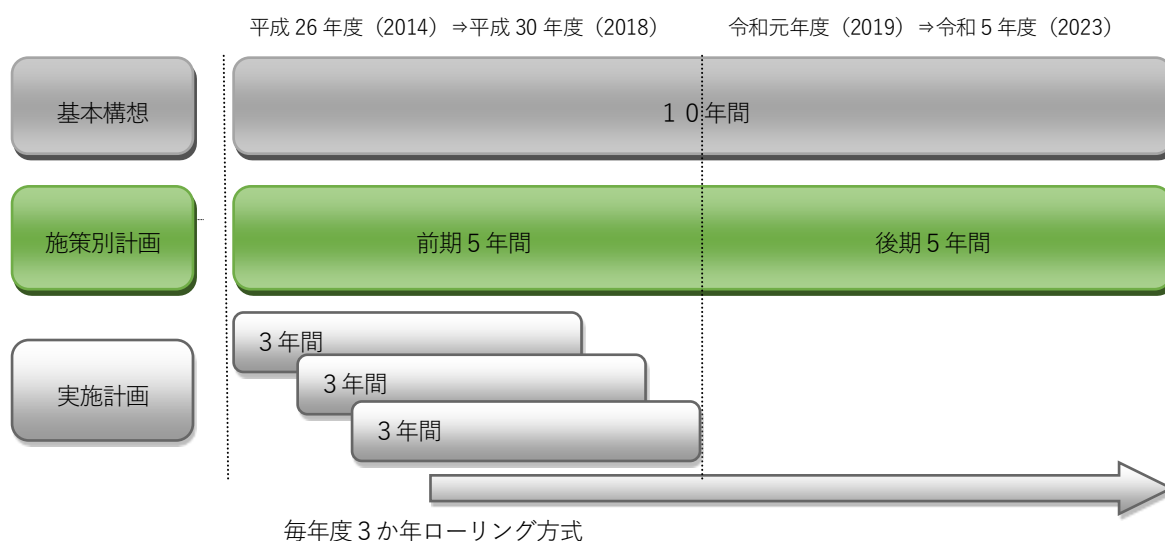 平成 26 年度（2014）⇒平成 30 年度（2018）　令和元年度（2019）⇒令和 5 年度（2023）
基本構想
１０年間
施策別計画
前期 5 年間
後期 5 年間
実施計画
3 年間
3 年間
3 年間
毎年度 3 か年ローリング方式